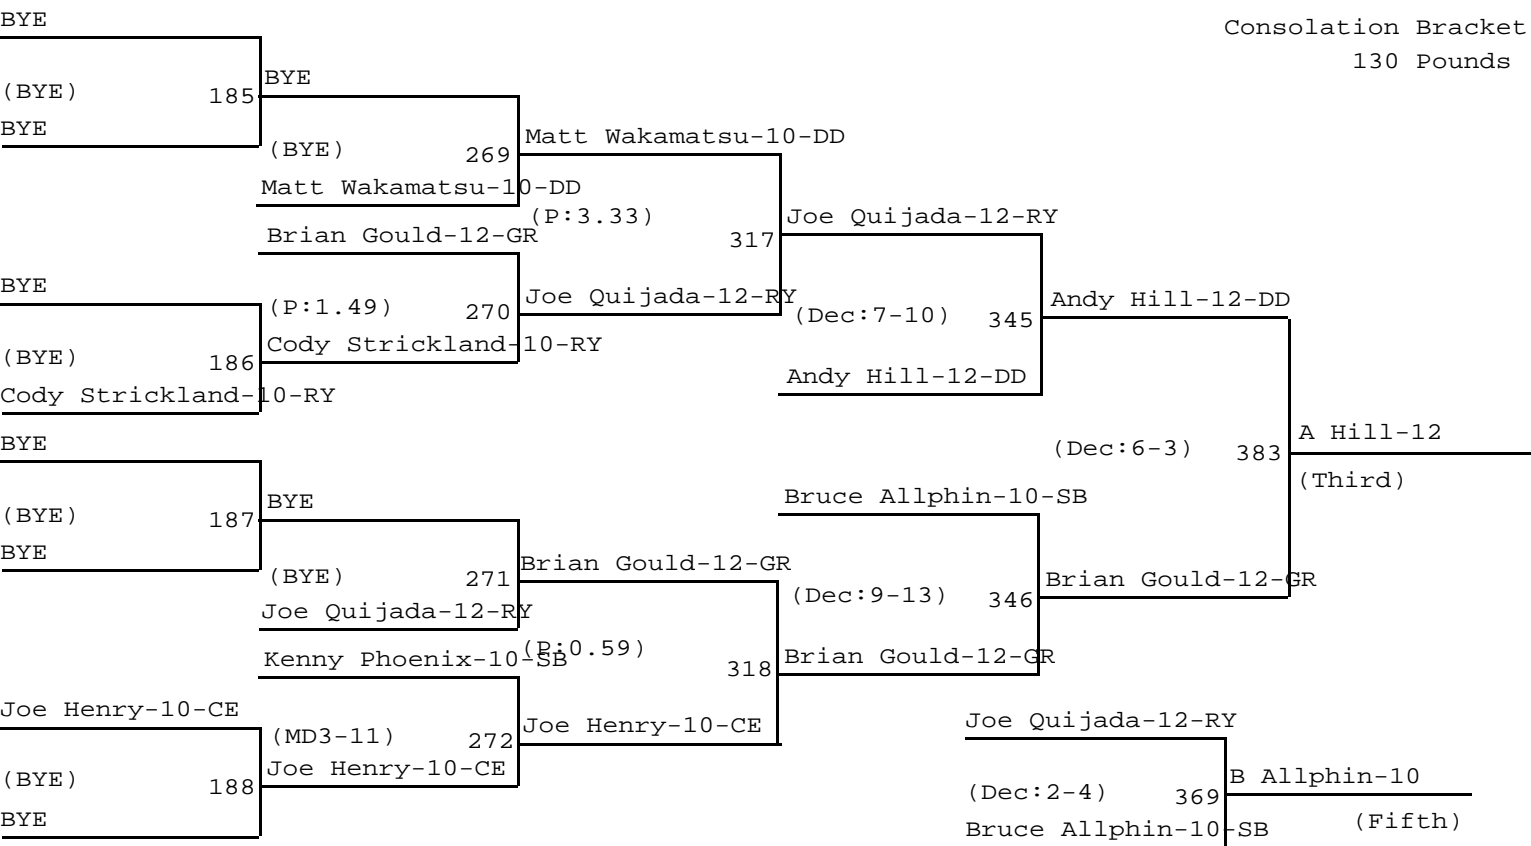 BYE
Consolation Bracket
130 Pounds
BYE
(BYE)
185
BYE
Matt Wakamatsu-10-DD
(BYE)
269
Matt Wakamatsu-10-DD
(P:3.33)
Joe Quijada-12-RY
Brian Gould-12-GR
317
BYE
Joe Quijada-12-RY
Andy Hill-12-DD
(P:1.49)
270
(Dec:7-10)
345
Cody Strickland-10-RY
(BYE)
186
Andy Hill-12-DD
Cody Strickland-10-RY
A Hill-12
BYE
(Dec:6-3)
383
(Third)
Bruce Allphin-10-SB
BYE
(BYE)
187
BYE
Brian Gould-12-GR
(BYE)
271
Brian Gould-12-GR
(Dec:9-13)
346
Joe Quijada-12-RY
(P:0.59)
Kenny Phoenix-10-SB
Brian Gould-12-GR
318
Joe Henry-10-CE
Joe Quijada-12-RY
Joe Henry-10-CE
(MD3-11)
272
Joe Henry-10-CE
B Allphin-10
(BYE)
188
(Dec:2-4)
369
BYE
Bruce Allphin-10-SB
(Fifth)